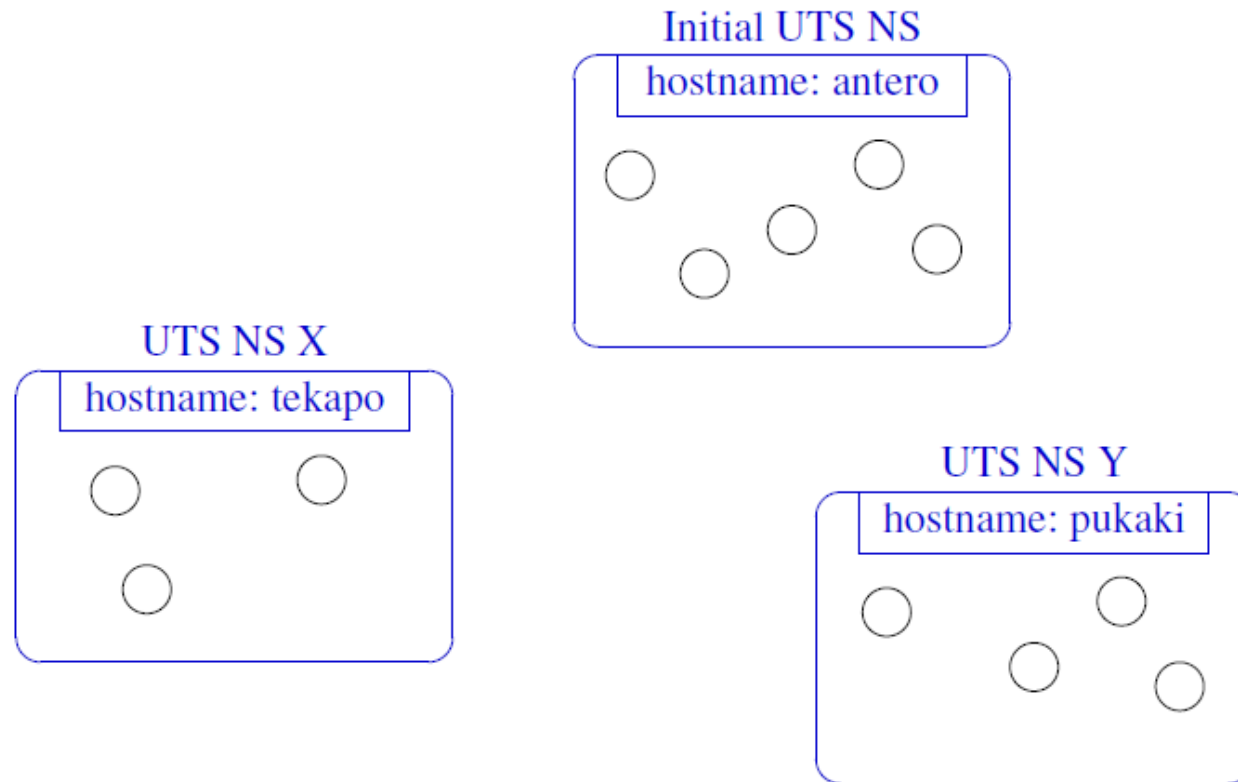 Initial UTS NS
hostname: antero
UTS NS X
hostname: tekapo
UTS NS Y
hostname: pukaki